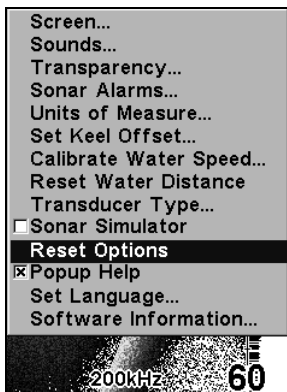 Screen...
Sounds...
Transparency...
Sonar Alarms...
Units of Measure...
Set Keel Offset...
Calibrate Water Speed...
Reset Water Distance
Transducer Type...
Sonar Simulator
Reset Options
Popup Help
Set Language...
Software Information...
200kHz 60